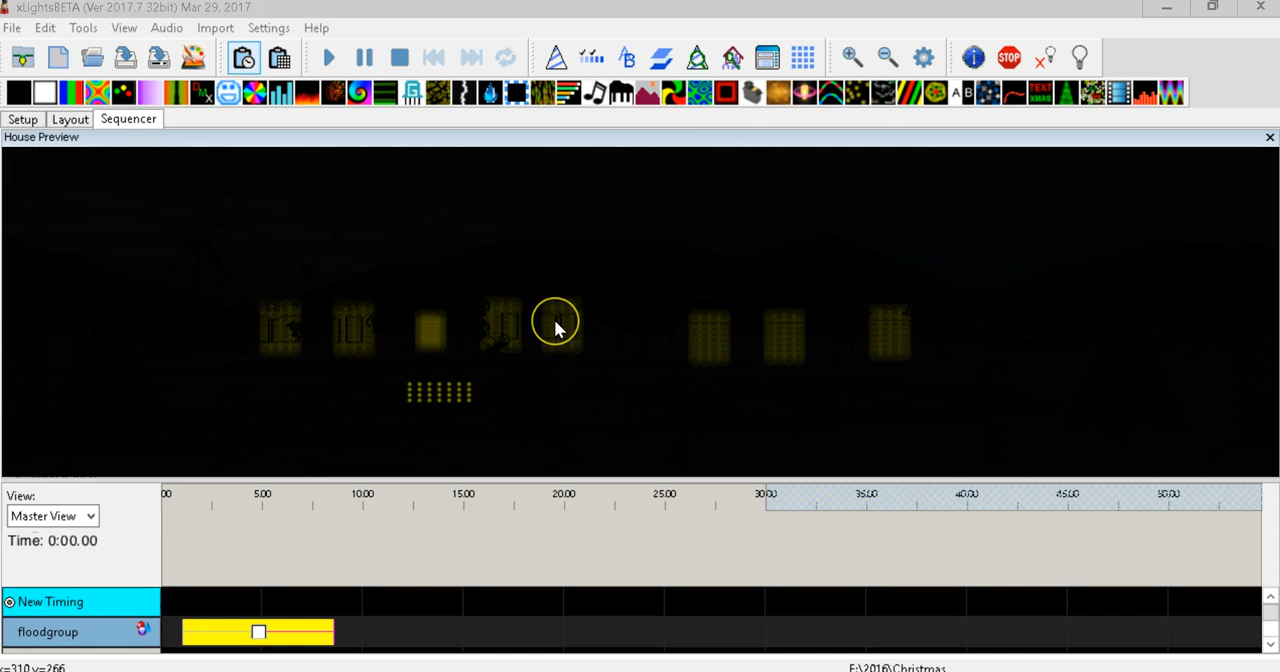 xLightsBETA (Ver 2017.7 32bit) Mar 29, 2017
File Edit Tools View Audio Import Settings Help
STOP
DMX
A B
TEXT XMAS
Setup Layout Sequencer
House Preview
View:
Master View
Time: 0:00.00
00 5.00 10.00 15.00 20.00 25.00 30.00 35.00 40.00 45.00 50.00
New Timing
floodgroup
x=310 y=266 F:\2016\Christmas